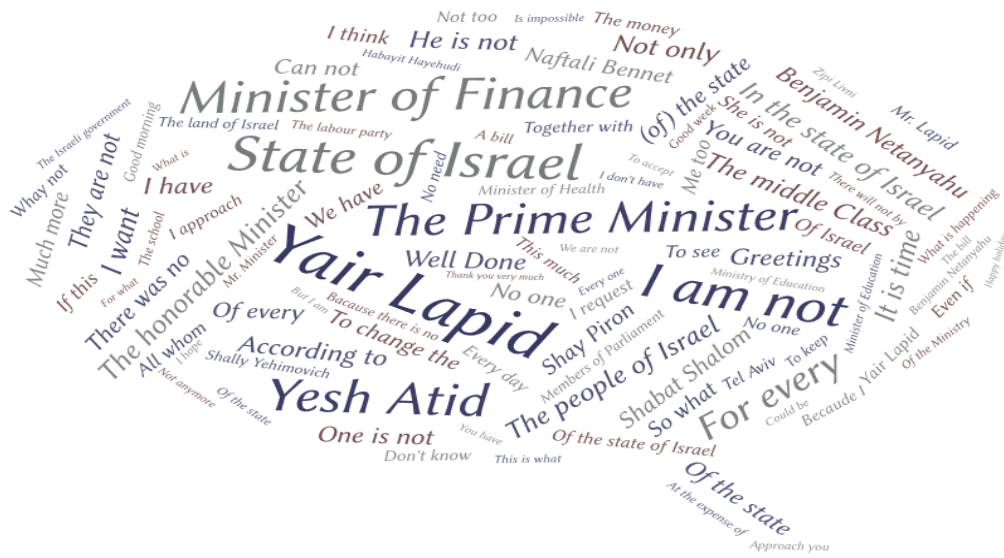 Not too
Is impossible
The money
I think
He is not
Not only
Habayit Hayehudi
Naftali Bennet
Can not
Zipi Livni
Minister of Finance
(of) the state
In the state of Israel
Benjamin Netanyahu
Mr. Lapid
The Israeli government
Good morning
The land of Israel
The labour party
A bill
Together with
Good week
She is not
You are not
Whay not
They are not
What is
State of Israel
No need
To accept
I don't have
Me too
The middle Class
There will not by
Much more
I want
I have
The school
I approach
The honorable Minister
We have
Minister of Health
The Prime Minister
Of Israel
It is time
What is happening
The bill
Benjamin Netanyahu
Happy holiday
If this
For what
Mr. Minister
There was no
Yair Lapid
Well Done
This much
We are not
To see
Greetings
Thank you very much
Every one
Ministry of Education
Minister of Education
Even if
But I am
No one
I request
I am not
All whom
I hope
Of every
Bacause there is no
To change the
Shay Piron
Members of Parliament
No one
To keep
Yair Lapid
Of the Ministry
According to
Shally Yehimovich
Every day
The people of Israel
Shabat Shalom
Tel Aviv
So what
For every
Could be
Becaude I
Not anymore
Of the state
Yesh Atid
One is not
You have
Of the state of Israel
Don't know
This is what
Of the state
At the expense of
Approach you